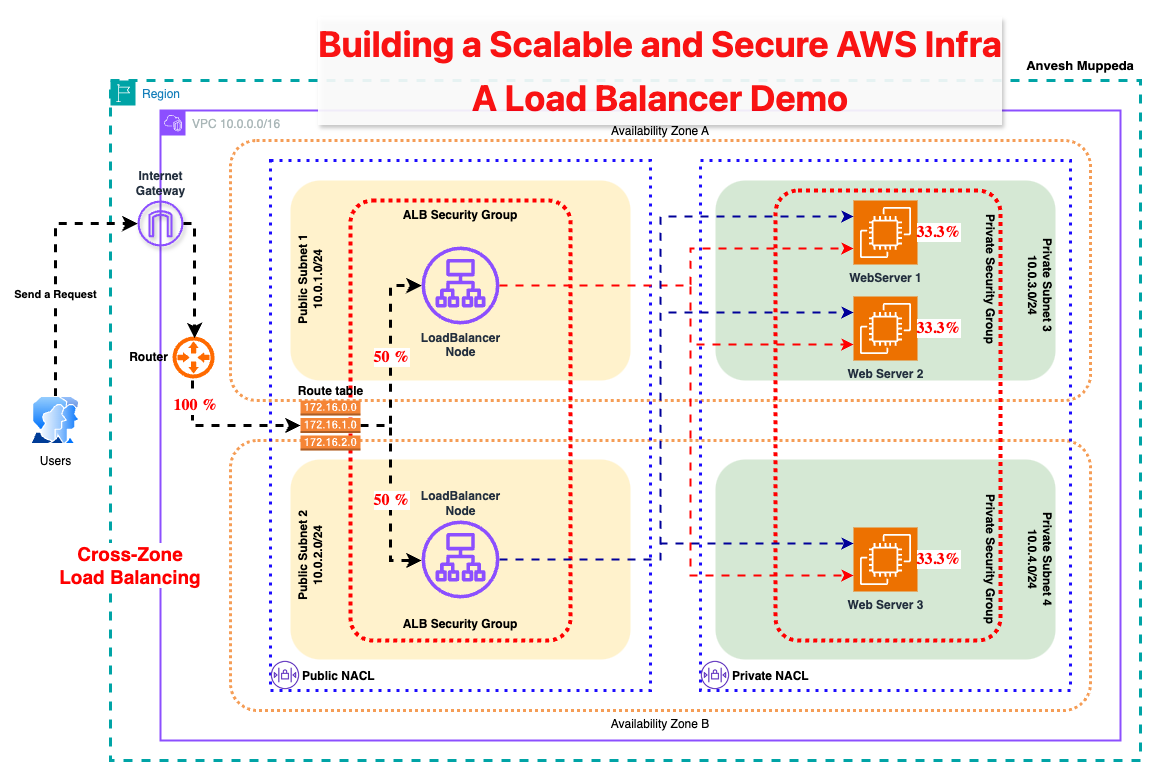 Building a Scalable and Secure AWS Infra
A Load Balancer Demo
Anvesh Muppeda
Region
VPC 10.0.0.0/16
Availability Zone A
Internet
Gateway
Send a Request
Users
Router
100 %
Route table
172.16.0.0
172.16.1.0
172.16.2.0
Public Subnet 1
10.0.1.0/24
ALB Security Group
LoadBalancer
Node
50 %
50 %
Public Subnet 2
10.0.2.0/24
LoadBalancer
Node
ALB Security Group
Public NACL
33.3%
WebServer 1
33.3%
Web Server 2
Private Security Group
Private Subnet 3
10.0.3.0/24
33.3%
Web Server 3
Private Security Group
Private Subnet 4
10.0.4.0/24
Private NACL
Availability Zone B
Cross-Zone
Load Balancing